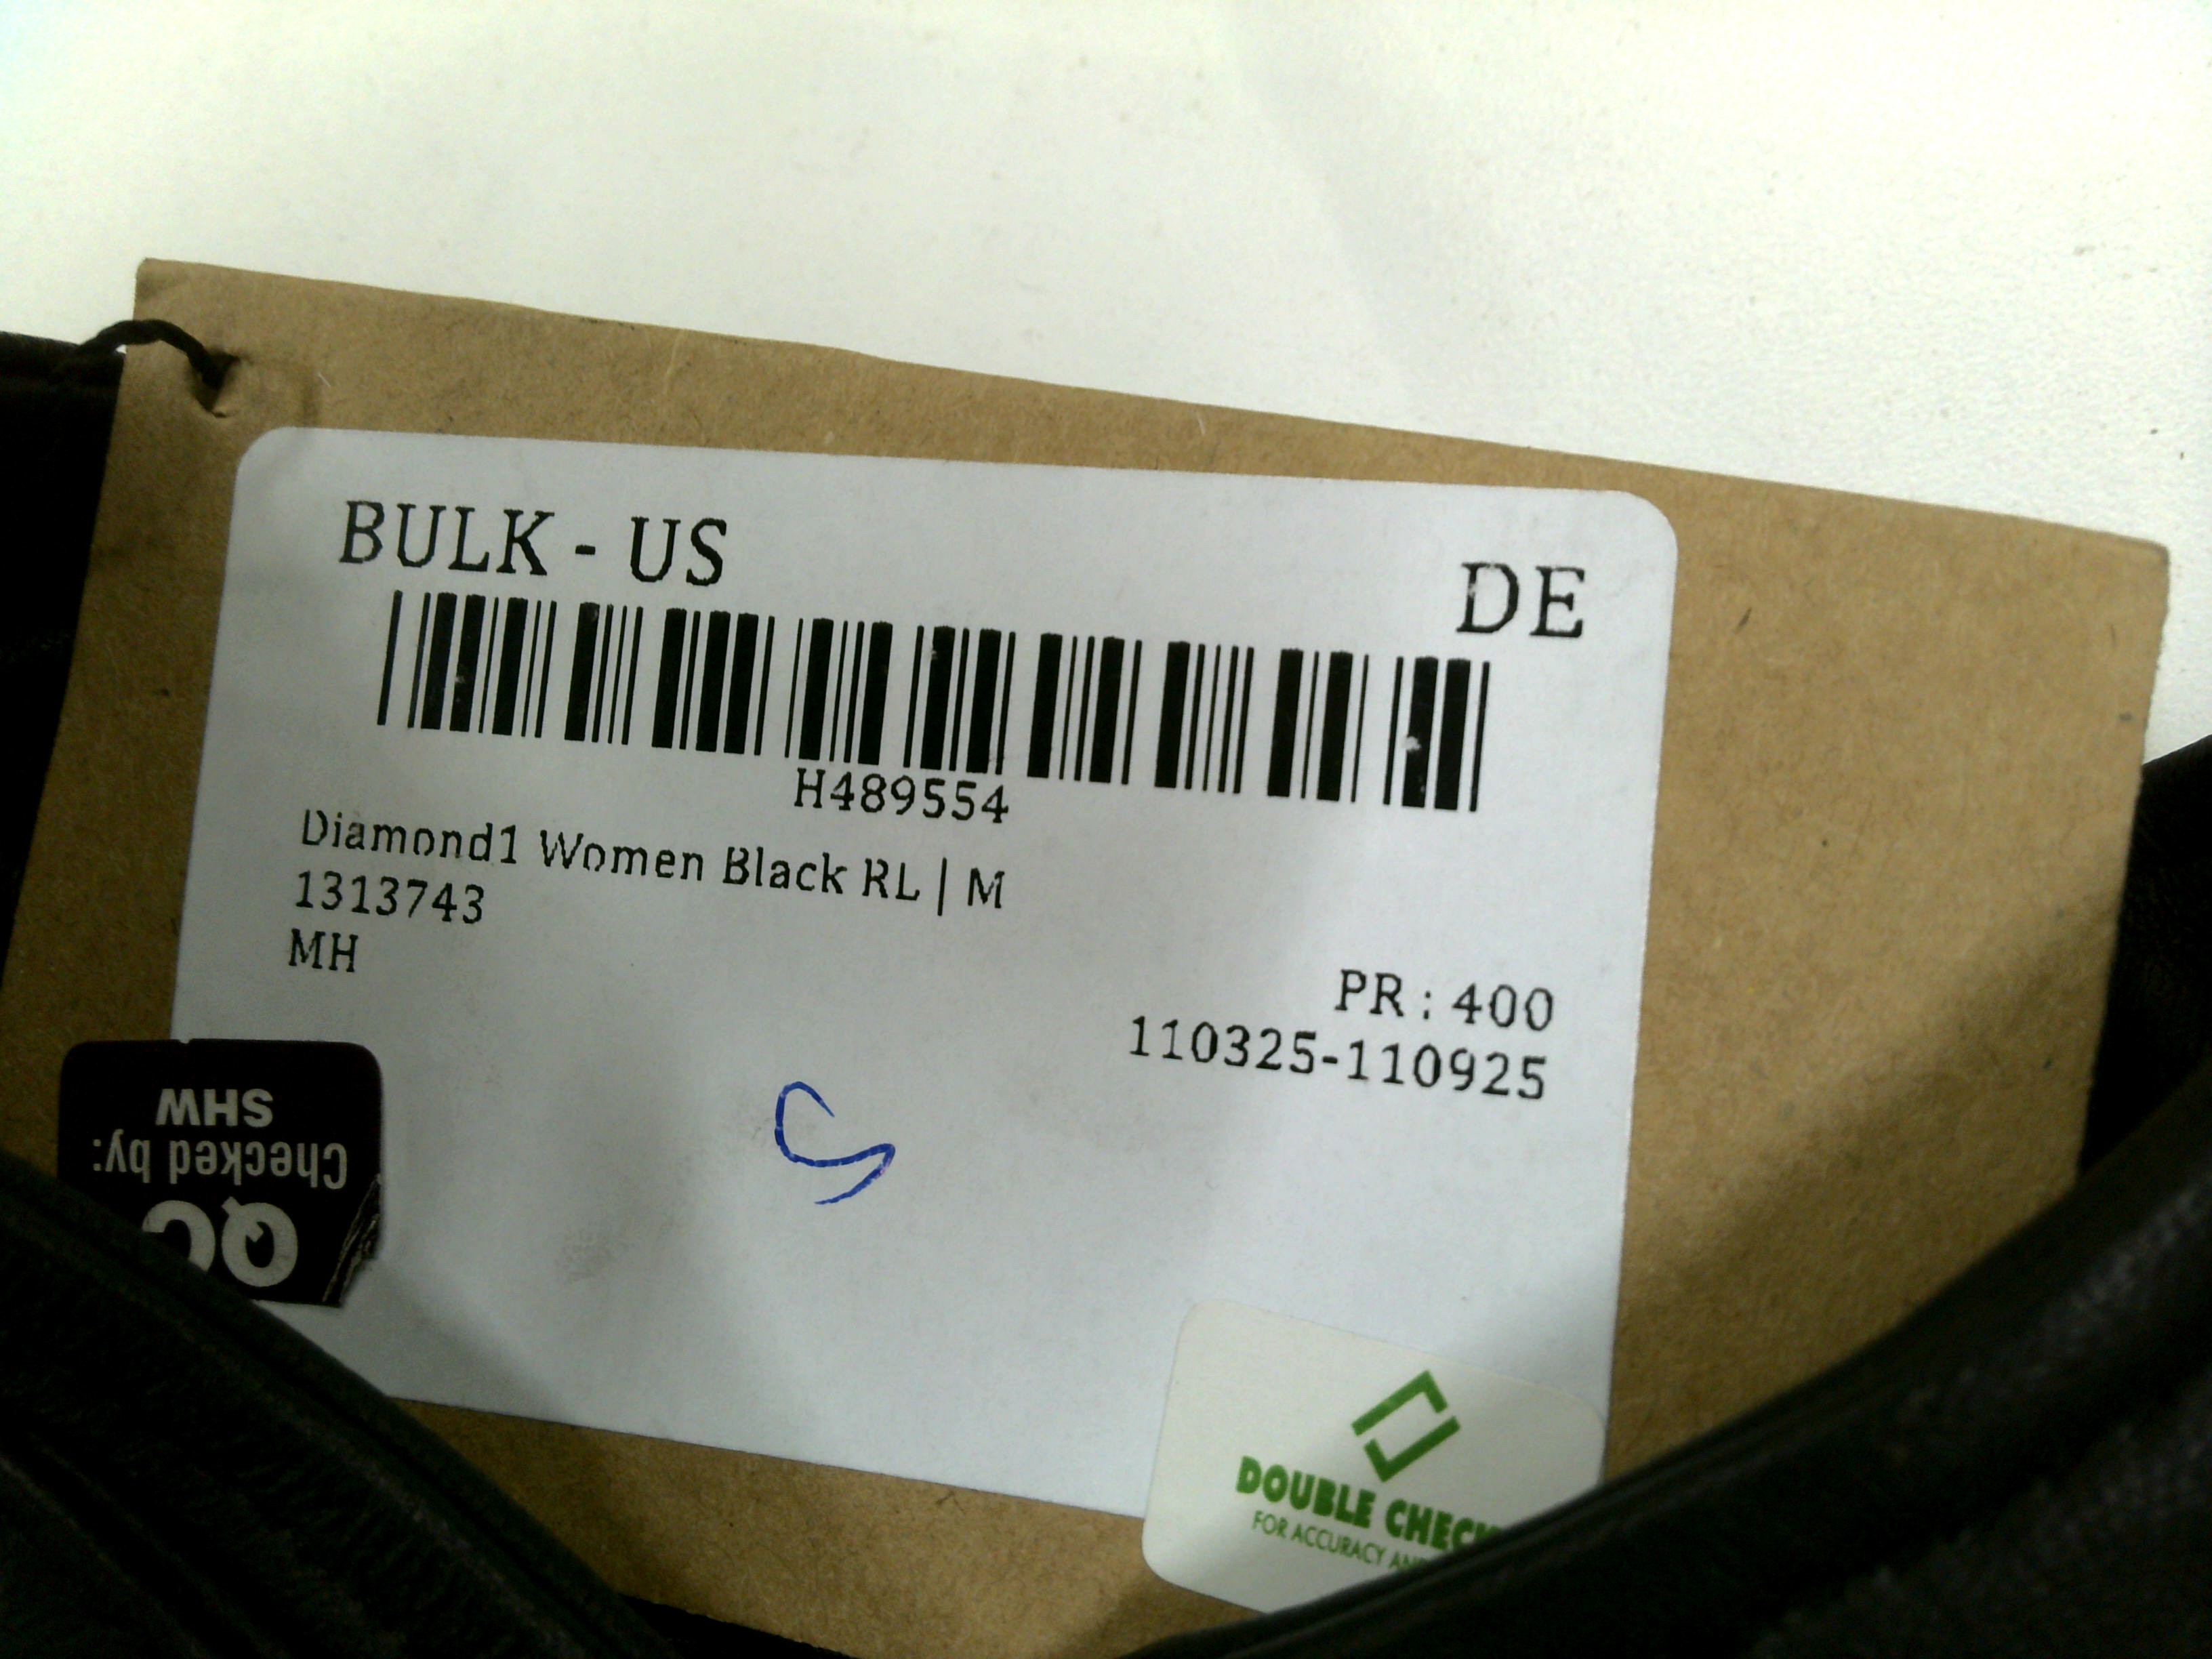 BULK - US
DE
H489554
Diamond1 Women Black RL | M
1313743
MH
PR : 400
110325-110925
QC
Checked by:
SHW
DOUBLE CHECK
FOR ACCURACY